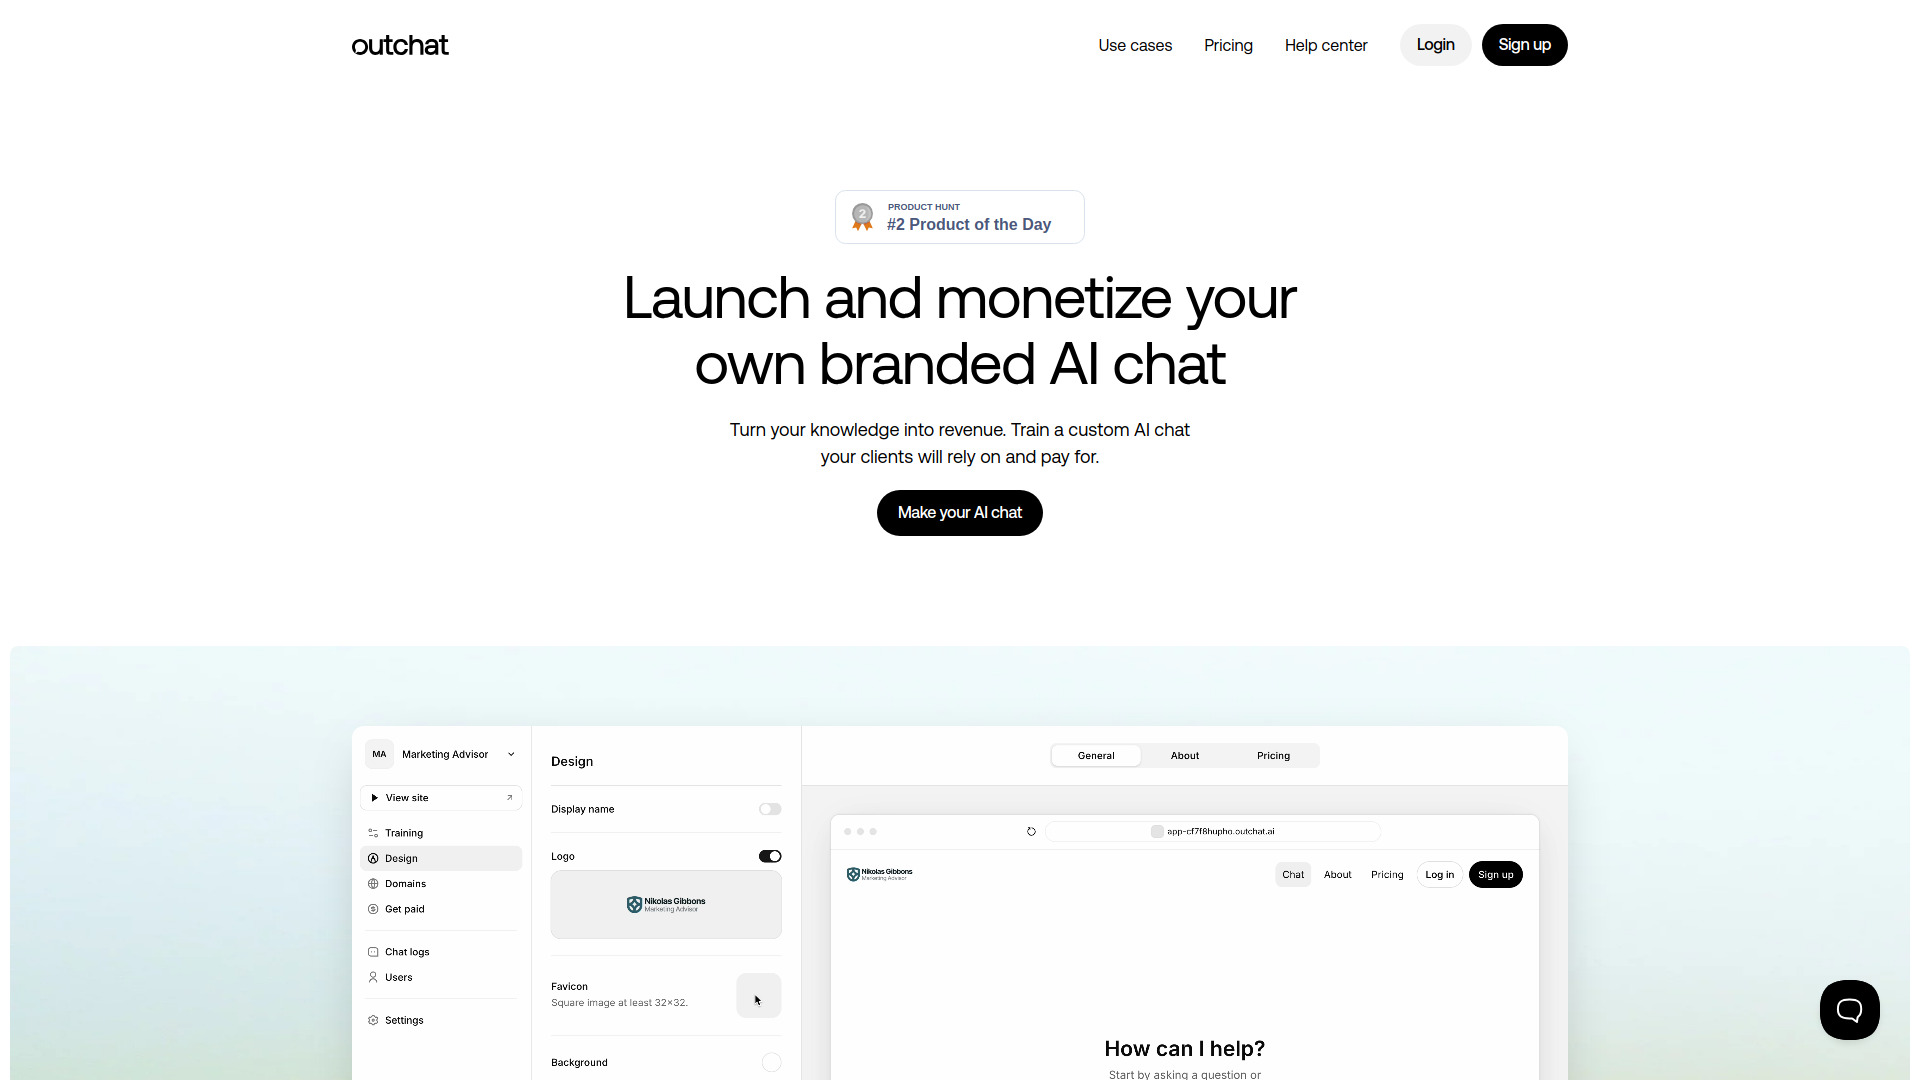 outchat
Use cases
Pricing
Help center
Login
Sign up
2
PRODUCT HUNT
#2 Product of the Day
Launch and monetize your
own branded AI chat
Turn your knowledge into revenue. Train a custom AI chat
your clients will rely on and pay for.
Make your AI chat
MA
Marketing Advisor
View site
Training
Design
Domains
Get paid
Chat logs
Users
Settings
Design
Display name
Logo
Nikolas Gibbons
Marketing Advisor
Favicon
Square image at least 32×32.
Background
General
About
Pricing
app-cf7f8hupho.outchat.ai
Nikolas Gibbons
Marketing Advisor
Chat
About
Pricing
Log in
Sign up
How can I help?
Start by asking a question or